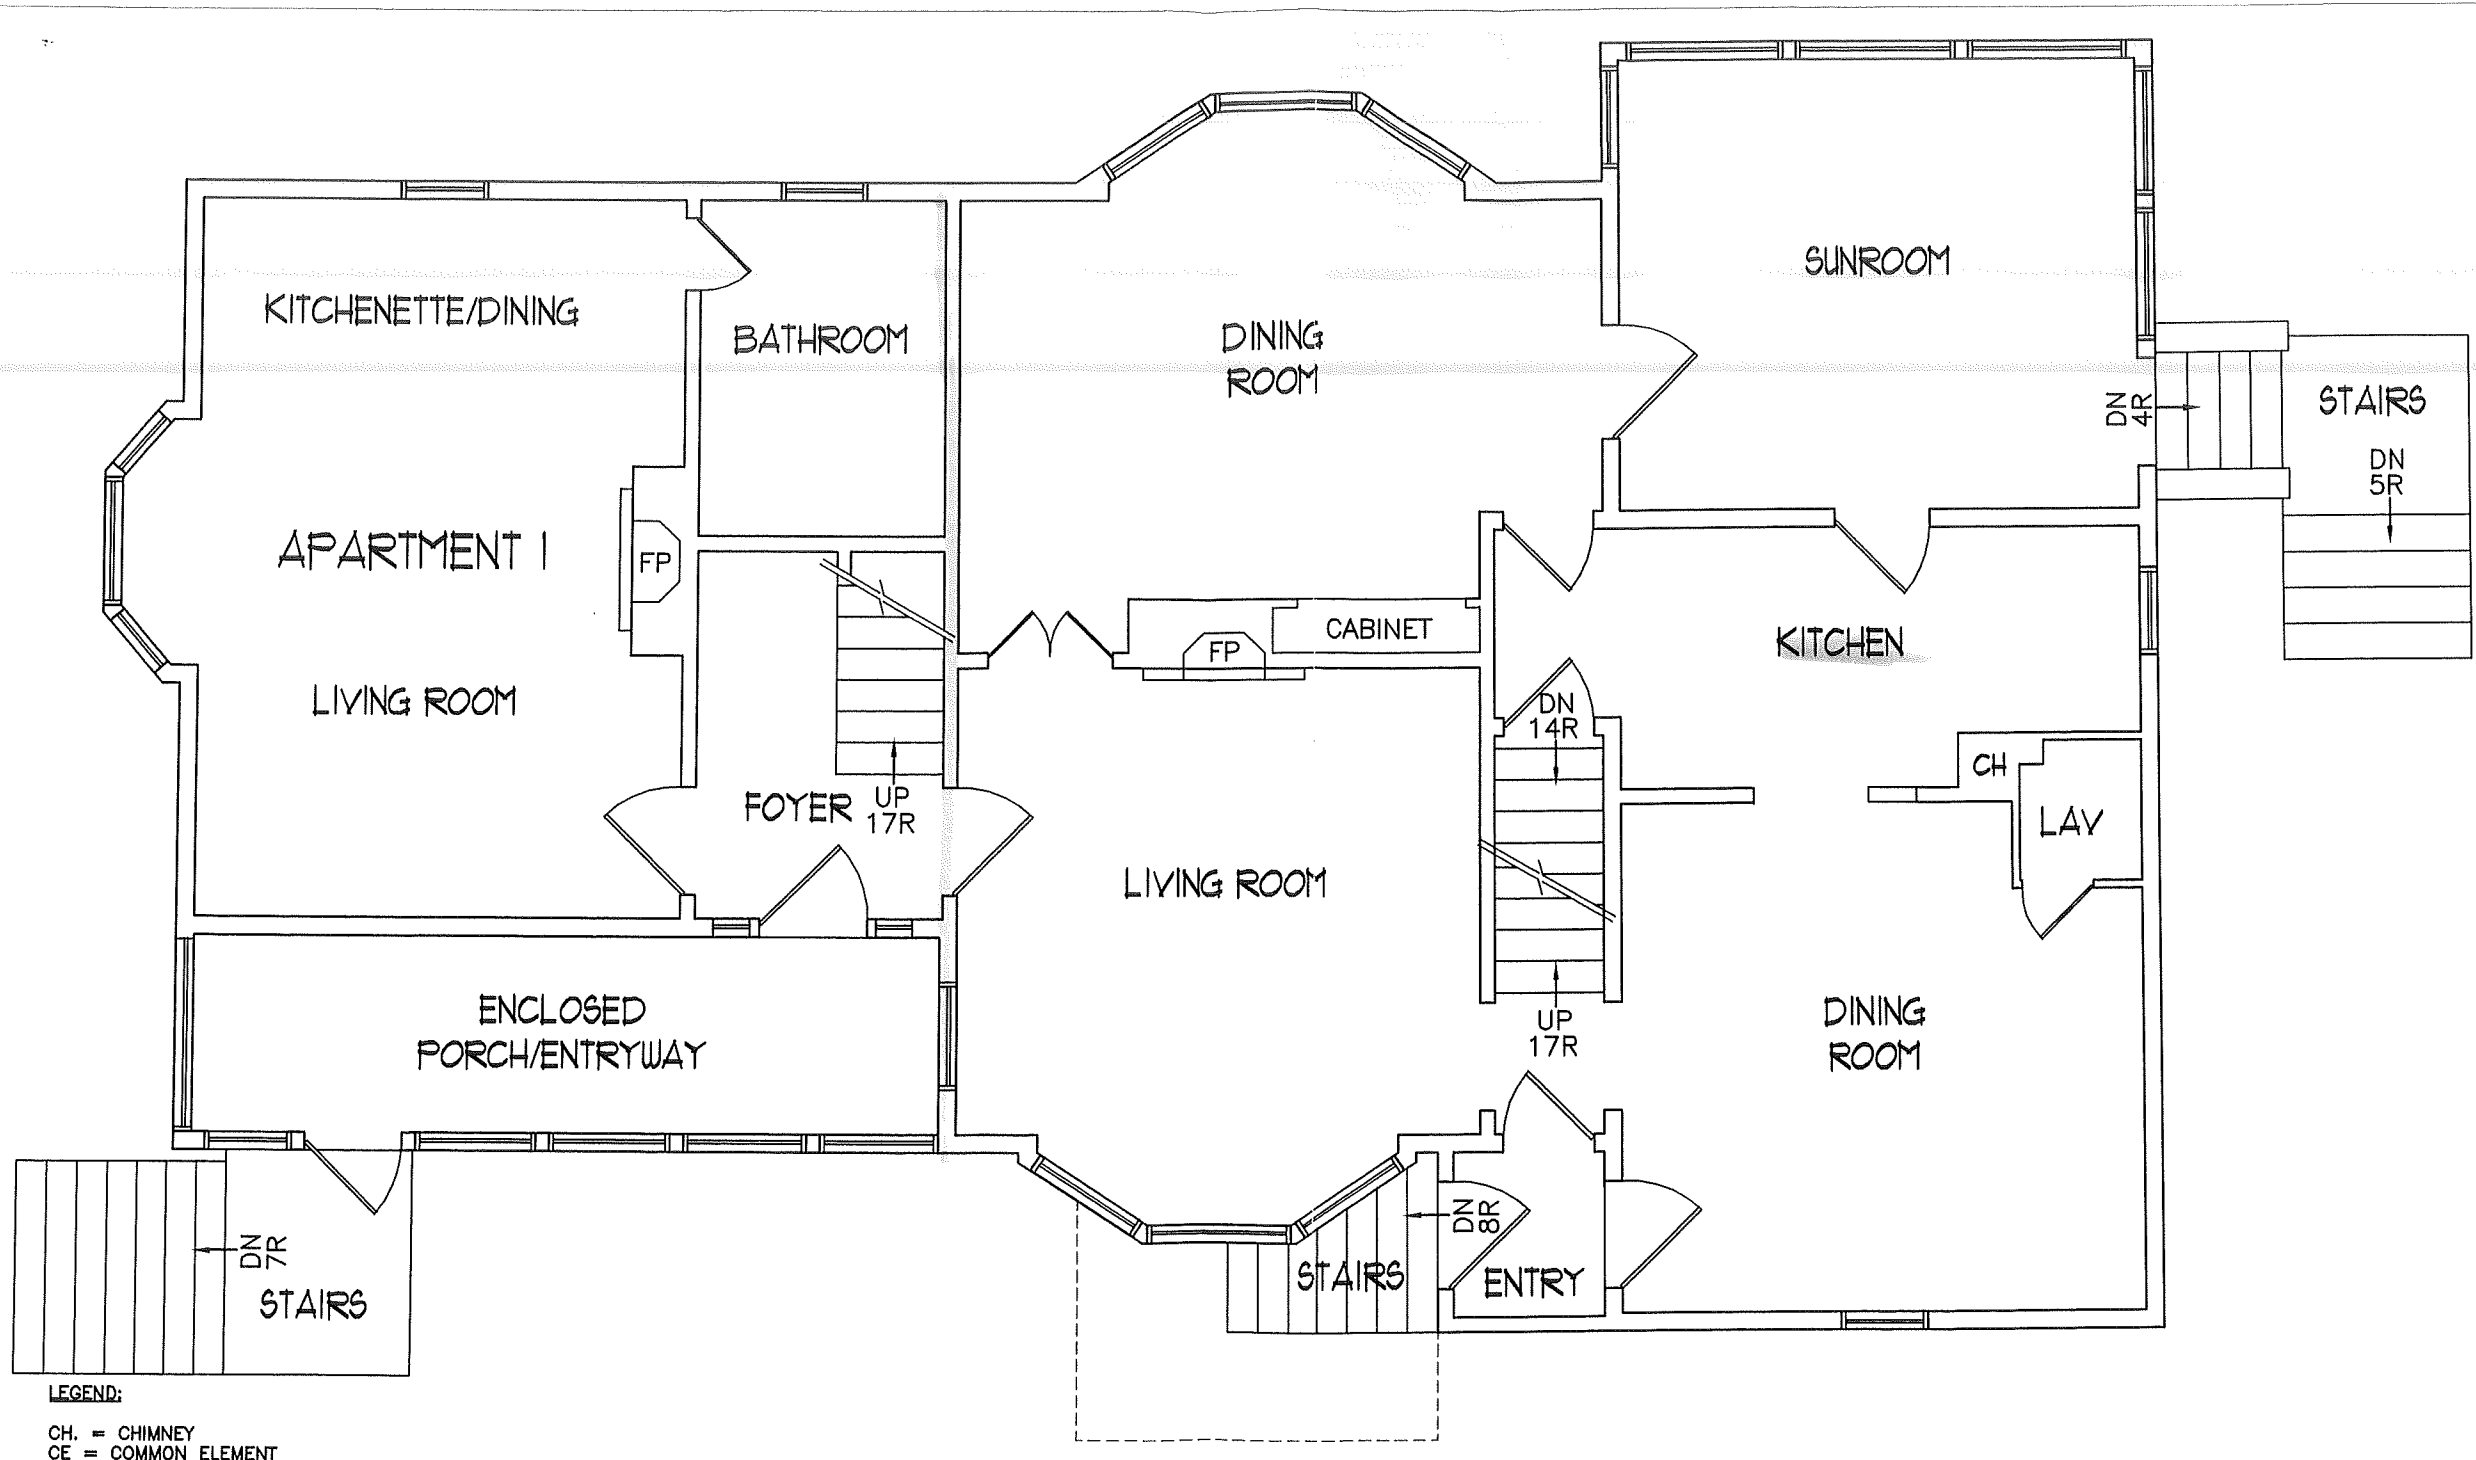 SUNROOM
KITCHENETTE/DINING
BATHROOM
DINING
ROOM
STAIRS
DN
4R
DN
5R
APARTMENT 1
FP
CABINET
FP
KITCHEN
LIVING ROOM
DN
14R
CH
FOYER
UP
17R
LAV
LIVING ROOM
ENCLOSED
PORCH/ENTRYWAY
UP
17R
DINING
ROOM
DN
8R
DN
7R
STAIRS
STAIRS
ENTRY
LEGEND:
CH. = CHIMNEY
CE = COMMON ELEMENT